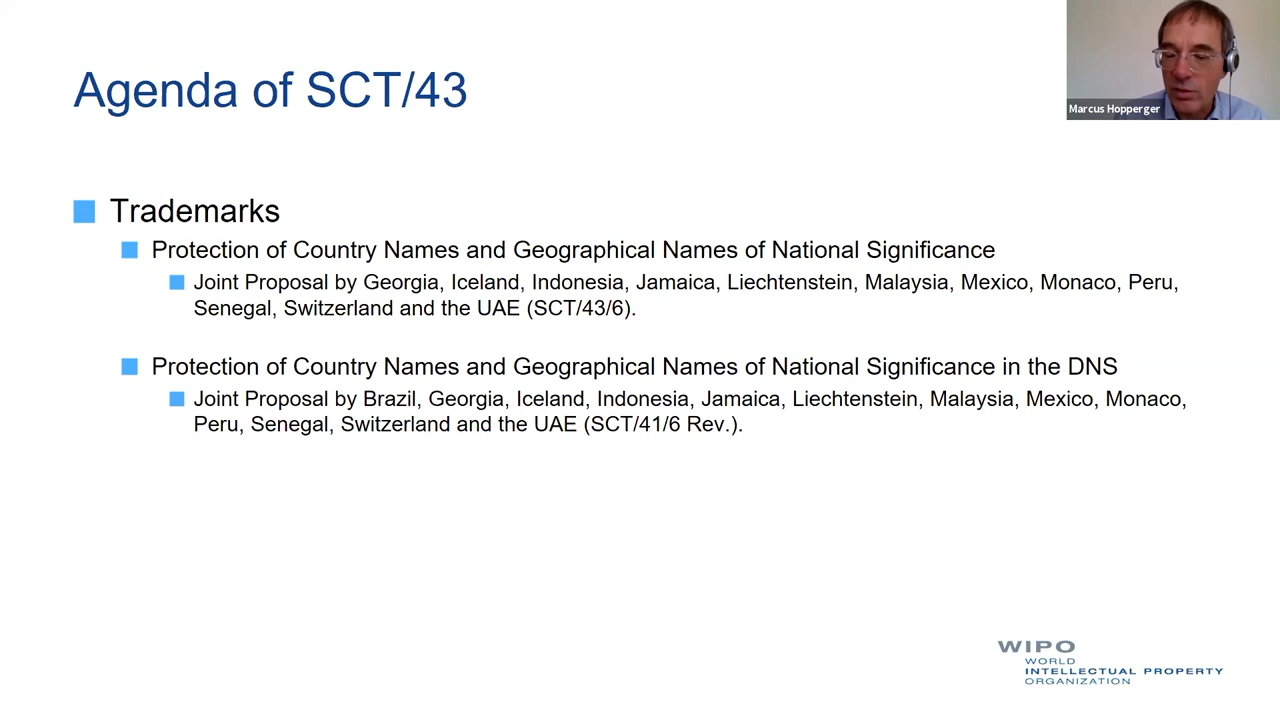 Agenda of SCT/43
Marcus Hopperger
Trademarks
Protection of Country Names and Geographical Names of National Significance
Joint Proposal by Georgia, Iceland, Indonesia, Jamaica, Liechtenstein, Malaysia, Mexico, Monaco, Peru,
Senegal, Switzerland and the UAE (SCT/43/6).
Protection of Country Names and Geographical Names of National Significance in the DNS
Joint Proposal by Brazil, Georgia, Iceland, Indonesia, Jamaica, Liechtenstein, Malaysia, Mexico, Monaco,
Peru, Senegal, Switzerland and the UAE (SCT/41/6 Rev.).
WIPO
WORLD
INTELLECTUAL PROPERTY
ORGANIZATION